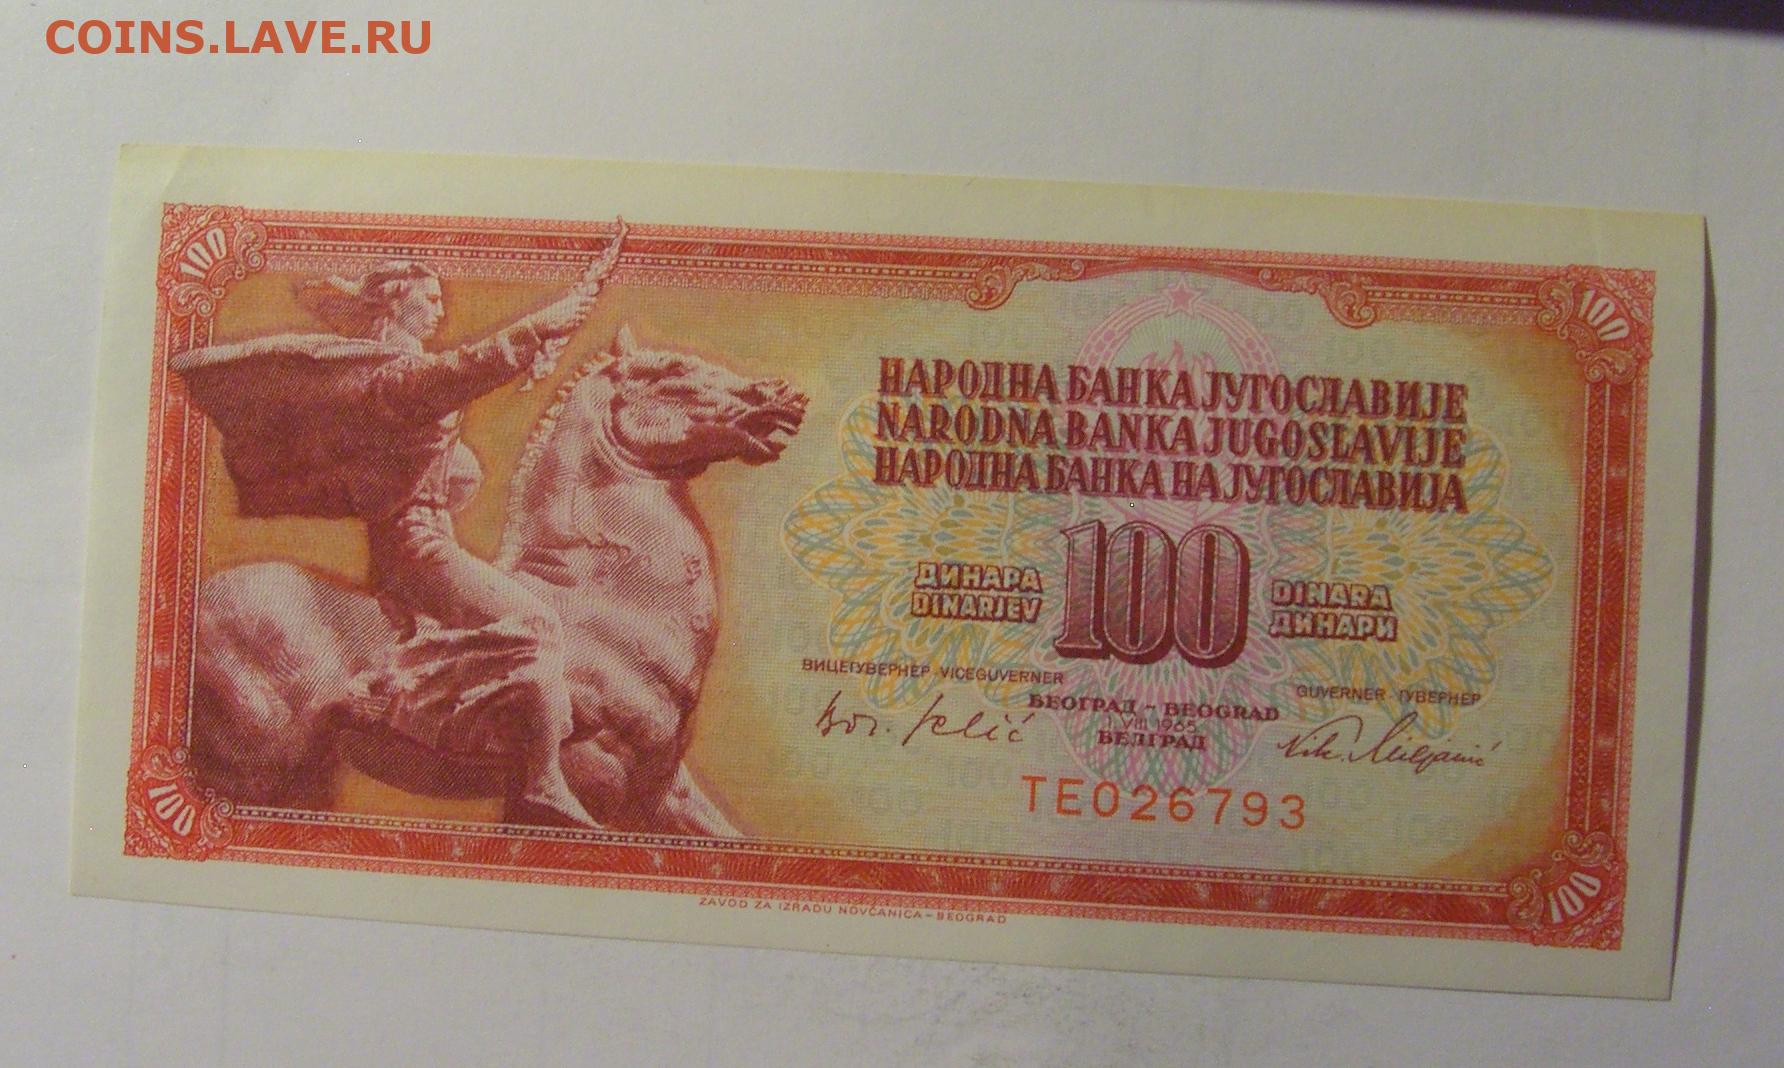 COINS.LAVE.RU
100
100
НАРОДНА БАНКА ЈУГОСЛАВИЈЕ
NARODNA BANKA JUGOSLAVIJE
НАРОДНА БАНКА НА ЈУГОСЛАВИЈА
ДИНАРА 100 DINARA
DINARJEV ДИНАРИ
ВИЦЕГУВЕРНЕР - VICEGUVERNER
GUVERNER - ГУВЕРНЕР
БЕОГРАД - BEOGRAD
1. VIII 1965
БЕЛГРАД
TE026793
100
100
ZAVOD ZA IZRADU NOVČANICA - BEOGRAD